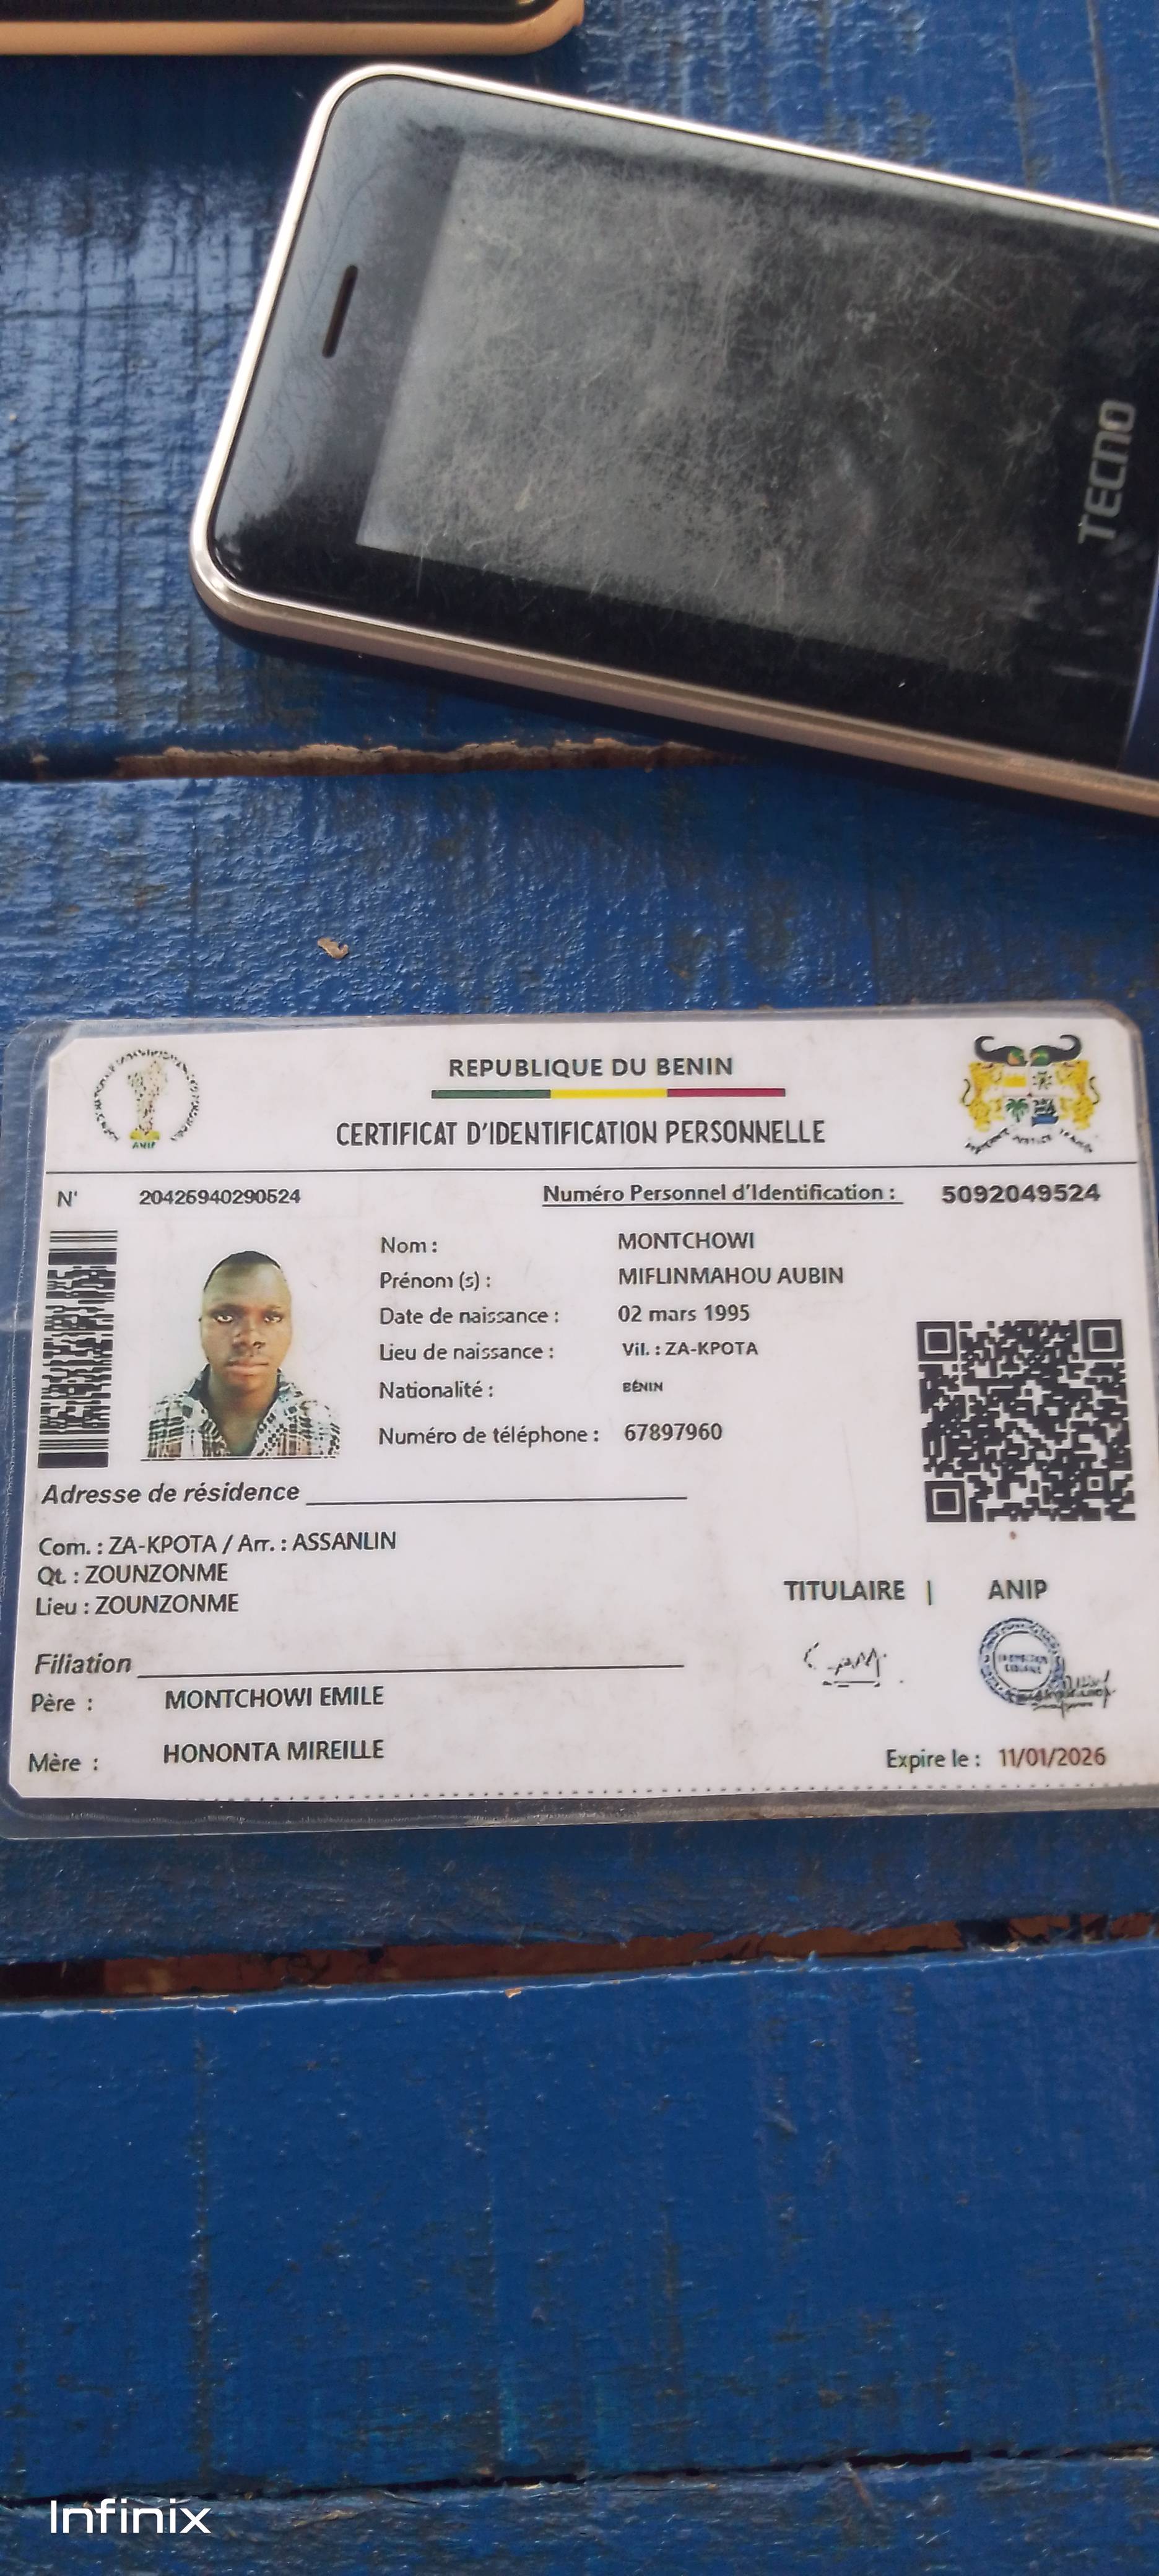 TECNO
REPUBLIQUE DU BENIN
CERTIFICAT D'IDENTIFICATION PERSONNELLE
ANIP
N° 20426940290524 Numéro Personnel d'Identification : 5092049524
Nom : MONTCHOWI
Prénom (s) : MIFLINMAHOU AUBIN
Date de naissance : 02 mars 1995
Lieu de naissance : Vil. : ZA-KPOTA
Nationalité : BÉNIN
Numéro de téléphone : 67897960
Adresse de résidence
Com. : ZA-KPOTA / Arr. : ASSANLIN
Qt. : ZOUNZONME
Lieu : ZOUNZONME
TITULAIRE | ANIP
Filiation
Père : MONTCHOWI EMILE
Mère : HONONTA MIREILLE
Expire le : 11/01/2026
Infinix